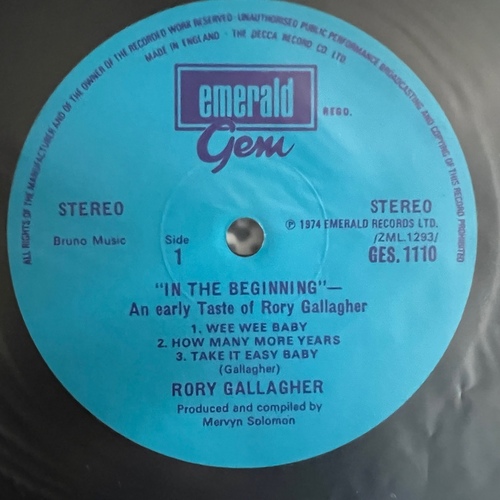 ALL RIGHTS OF THE MANUFACTURER AND OF THE OWNER OF THE RECORDED WORK RESERVED · UNAUTHORISED PUBLIC PERFORMANCE BROADCASTING AND COPYING OF THIS RECORD PROHIBITED
MADE IN ENGLAND · THE DECCA RECORD CO LTD.
emerald
REGD.
Gem
STEREO
STEREO
℗ 1974 EMERALD RECORDS LTD.
Bruno Music
Side
1
/ZML.1293/
GES.1110
"IN THE BEGINNING"—
An early Taste of Rory Gallagher
1. WEE WEE BABY
2. HOW MANY MORE YEARS
3. TAKE IT EASY BABY
(Gallagher)
RORY GALLAGHER
Produced and compiled by
Mervyn Solomon